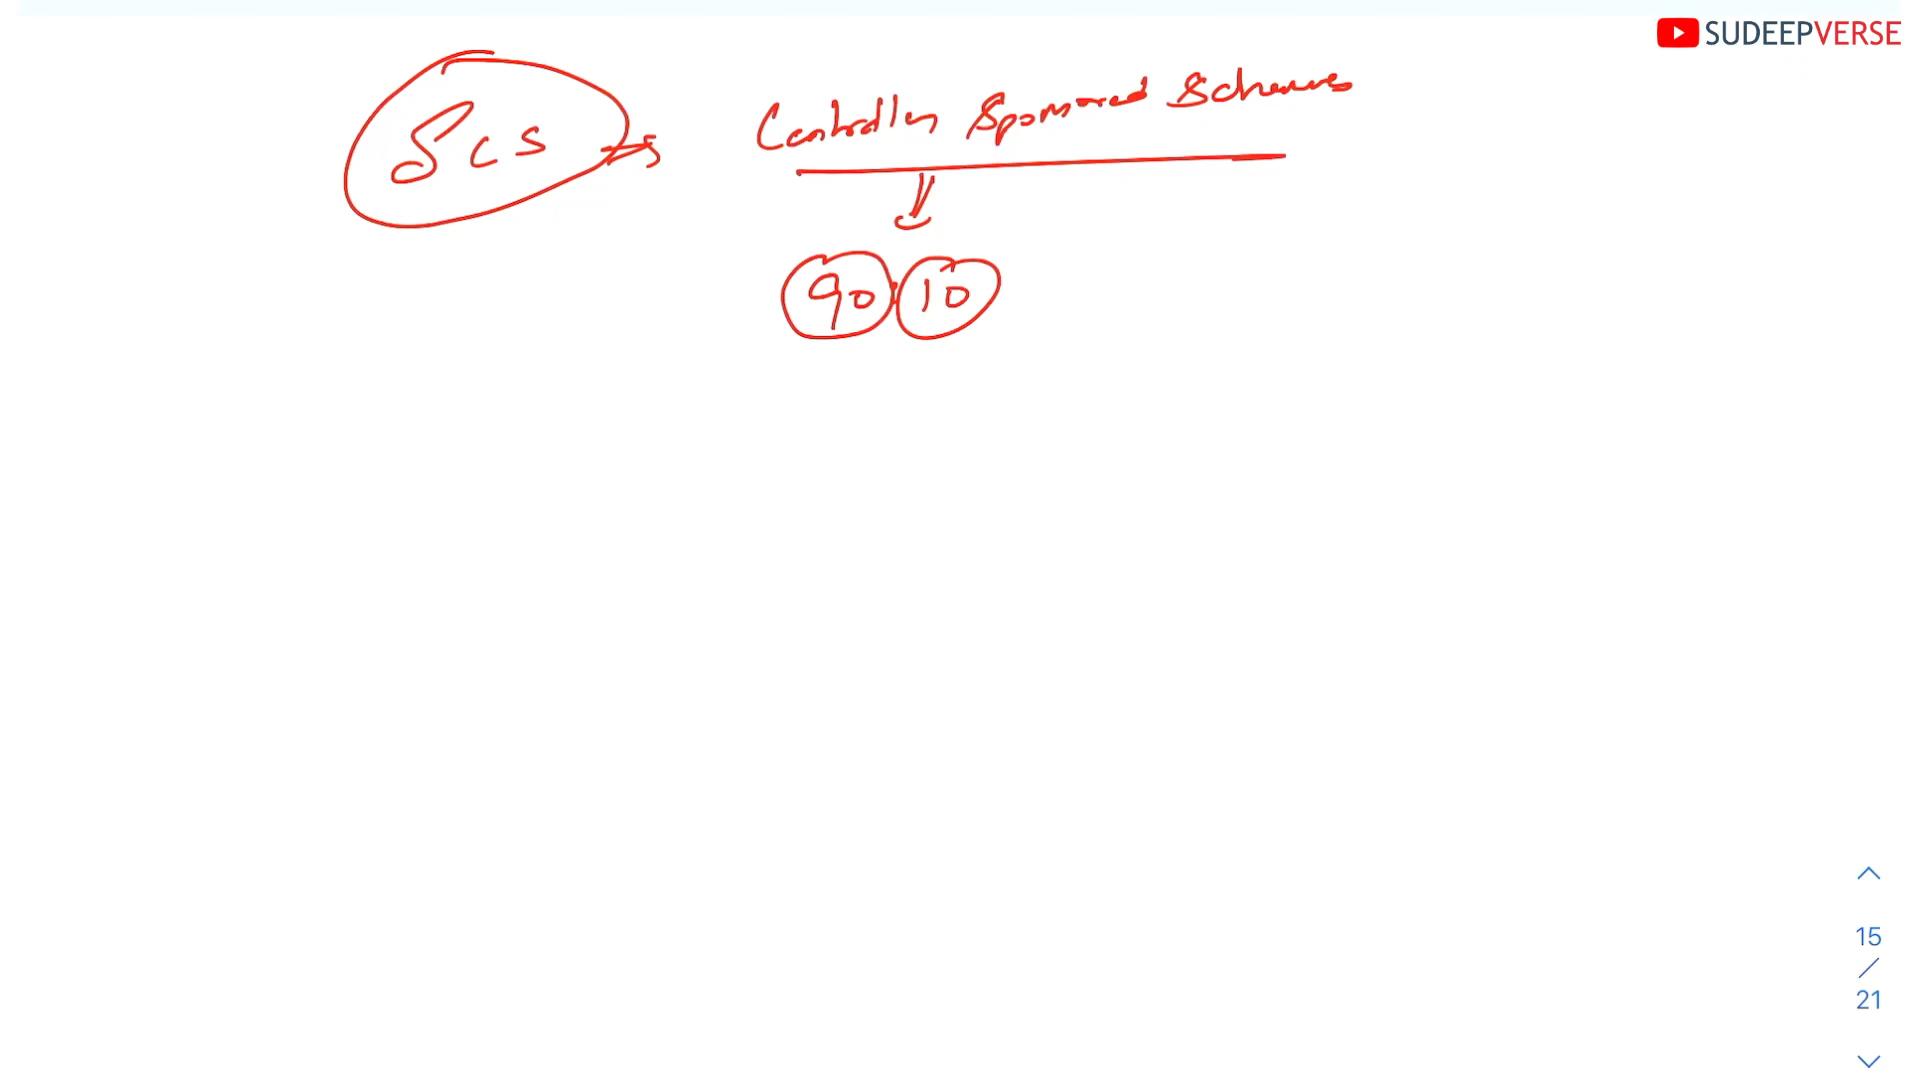 SUDEEPVERSE
SCS → Centrally Sponsored Schemes
90:10
15
/
21